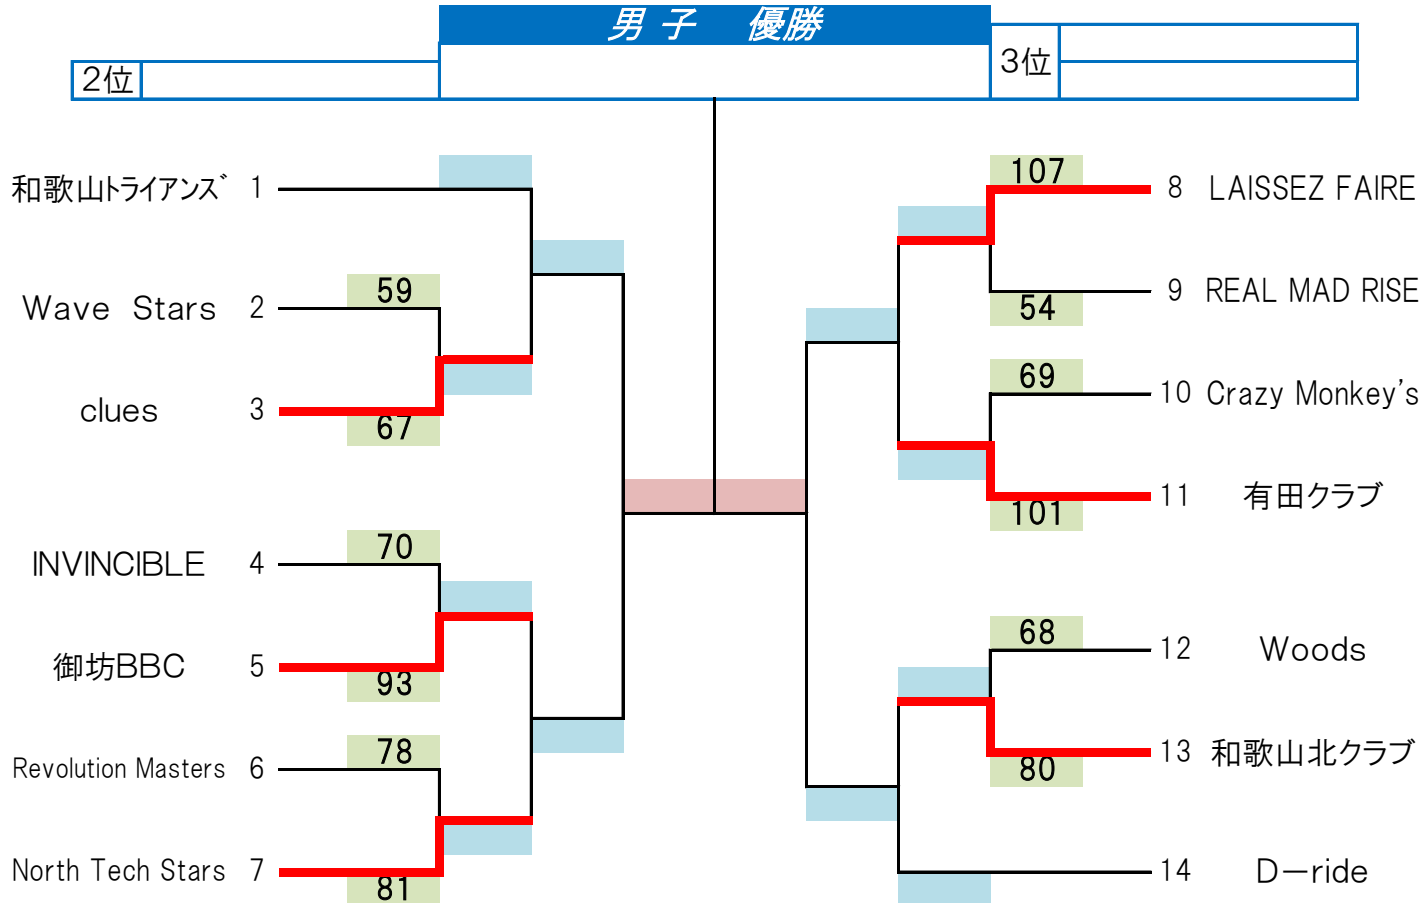 男 子　優勝
2位
3位
和歌山ﾄﾗｲｱﾝｽﾞ 1
59
Wave Stars 2
clues 3
67
70
INVINCIBLE 4
御坊BBC 5
93
78
Revolution Masters 6
North Tech Stars 7
81
107
8 LAISSEZ FAIRE
9 REAL MAD RISE
54
69
10 Crazy Monkey's
11 有田クラブ
101
68
12 Woods
13 和歌山北クラブ
80
14 D－ride